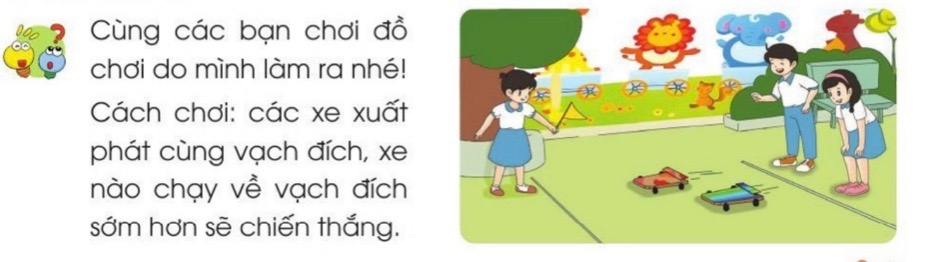 Cùng các bạn chơi đồ
chơi do mình làm ra nhé!
Cách chơi: các xe xuất
phát cùng vạch đích, xe
nào chạy về vạch đích
sớm hơn sẽ chiến thắng.